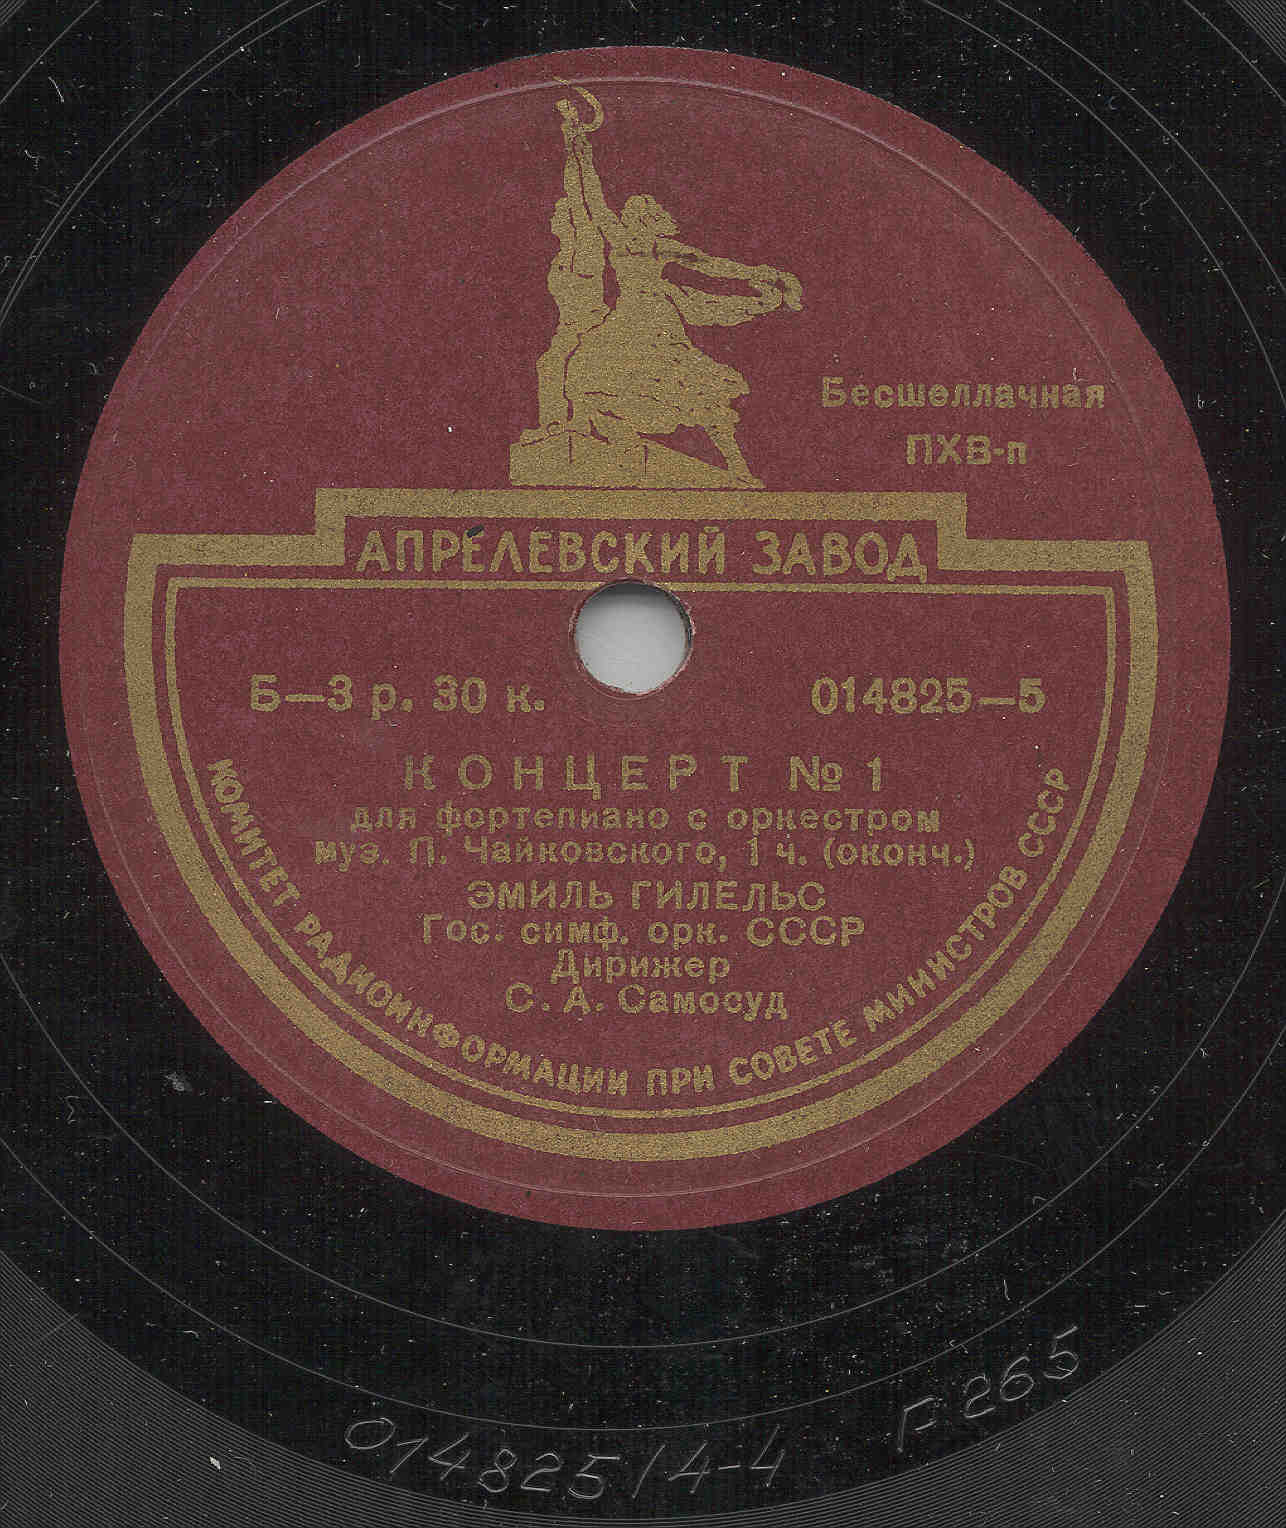 Бесшеллачная
ПХВ-п
АПРЕЛЕВСКИЙ ЗАВОД
Б—3 р. 30 к.
014825—5
КОНЦЕРТ № 1
для фортепиано с оркестром
муз. П. Чайковского, 1 ч. (оконч.)
ЭМИЛЬ ГИЛЕЛЬС
Гос. симф. орк. СССР
Дирижер
С. А. Самосуд
КОМИТЕТ РАДИОИНФОРМАЦИИ ПРИ СОВЕТЕ МИНИСТРОВ СССР
014825/4-4
F 265